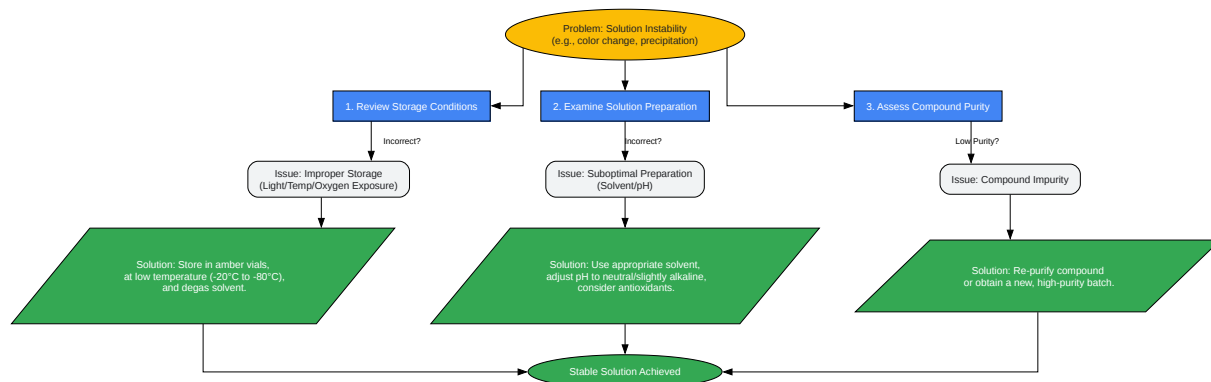 Problem: Solution Instability
(e.g., color change, precipitation)
1. Review Storage Conditions
2. Examine Solution Preparation
3. Assess Compound Purity
Incorrect?
Incorrect?
Low Purity?
Issue: Improper Storage
(Light/Temp/Oxygen Exposure)
Issue: Suboptimal Preparation
(Solvent/pH)
Issue: Compound Impurity
Solution: Store in amber vials,
at low temperature (-20°C to -80°C),
and degas solvent.
Solution: Use appropriate solvent,
adjust pH to neutral/slightly alkaline,
consider antioxidants.
Solution: Re-purify compound
or obtain a new, high-purity batch.
Stable Solution Achieved